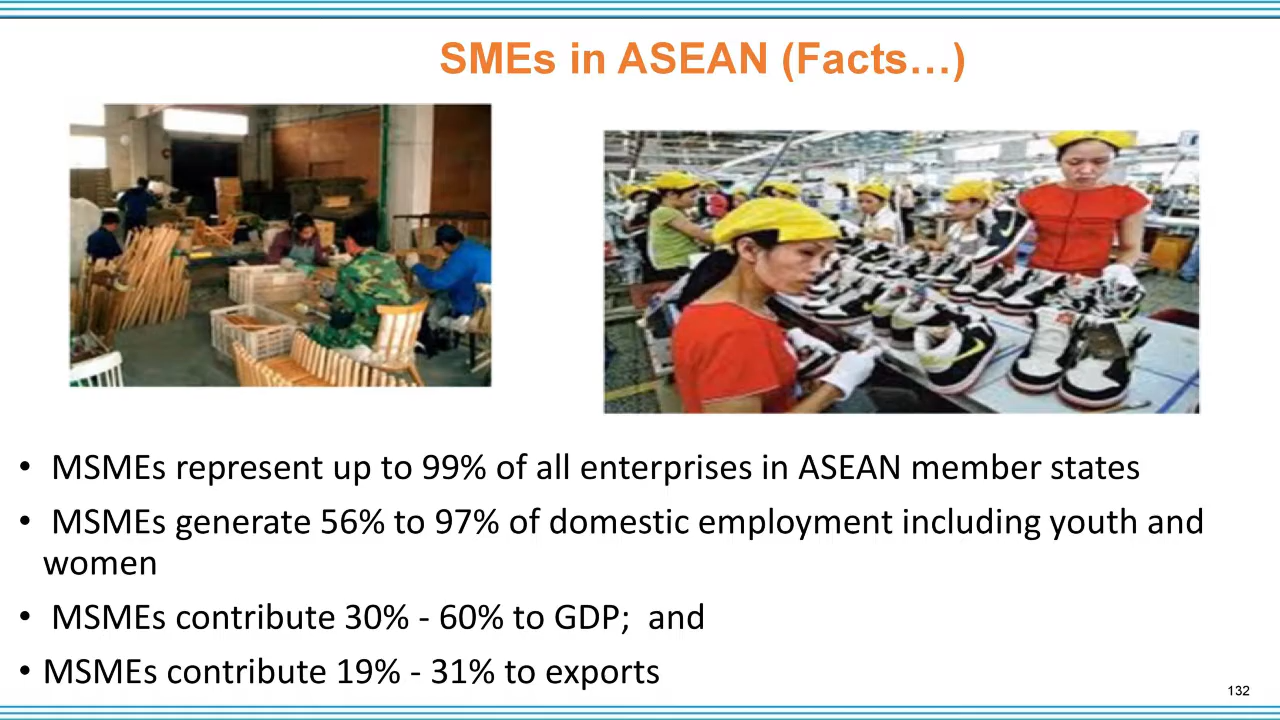 SMEs in ASEAN (Facts…)
• MSMEs represent up to 99% of all enterprises in ASEAN member states
• MSMEs generate 56% to 97% of domestic employment including youth and
women
• MSMEs contribute 30% - 60% to GDP; and
• MSMEs contribute 19% - 31% to exports
132